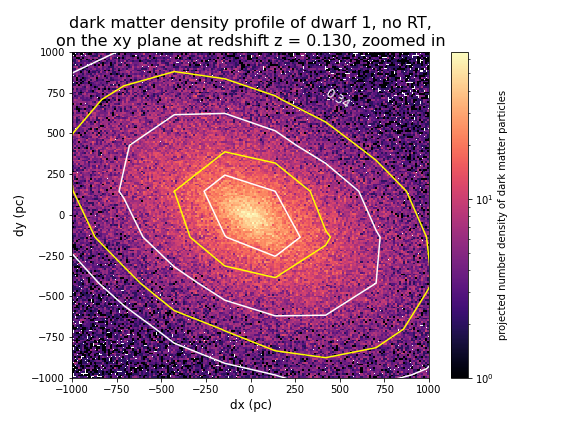 dark matter density profile of dwarf 1, no RT,
on the xy plane at redshift z = 0.130, zoomed in
1000
750
500
250
0
−250
−500
−750
−1000
dy (pc)
0.34
−1000 −750 −500 −250 0 250 500 750 1000
dx (pc)
10¹
10⁰
projected number density of dark matter particles